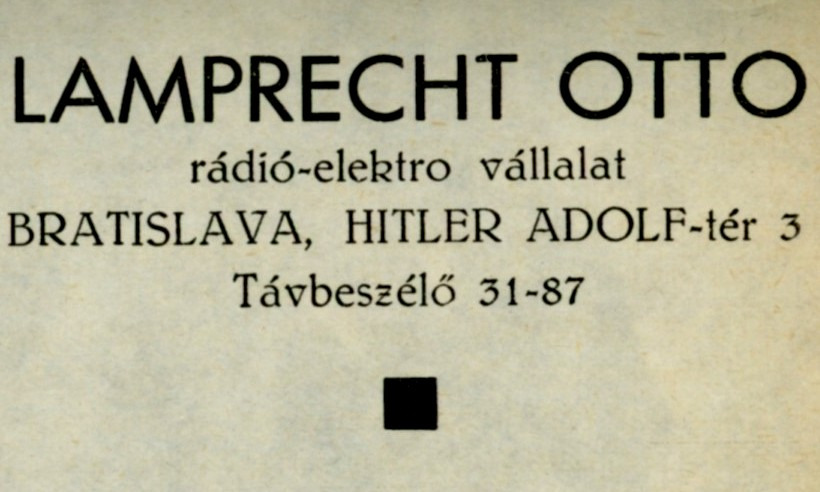 LAMPRECHT OTTO
rádió-elektro vállalat
BRATISLAVA, HITLER ADOLF-tér 3
Távbeszélő 31-87